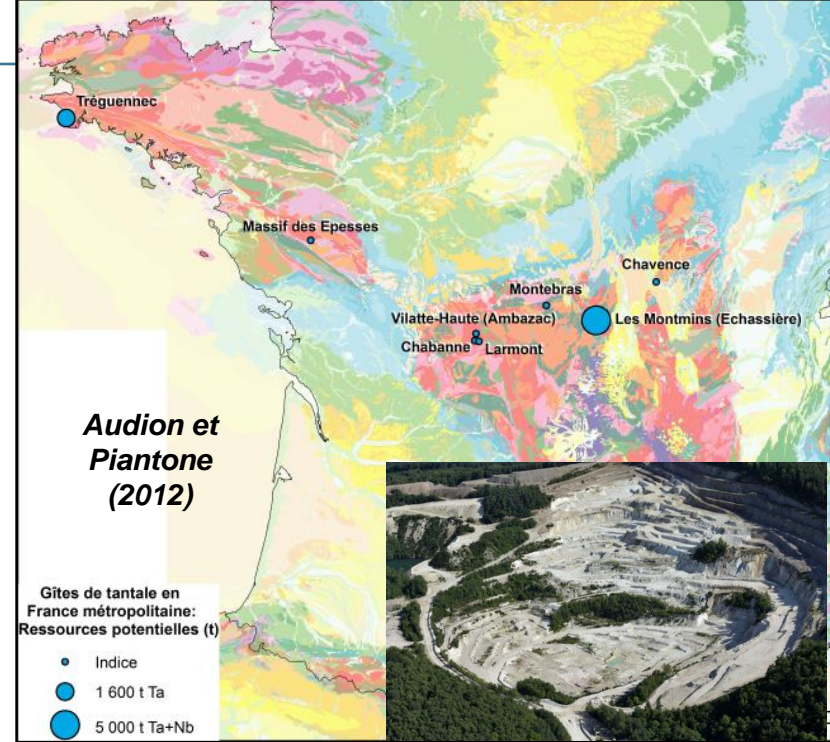 Tréguennec
Massif des Epesses
Chavence
Montebras
Vilatte-Haute (Ambazac)
Les Montmins (Echassière)
Chabanne
Larmont
Audion et
Piantone
(2012)
Gîtes de tantale en
France métropolitaine:
Ressources potentielles (t)
Indice
1 600 t Ta
5 000 t Ta+Nb